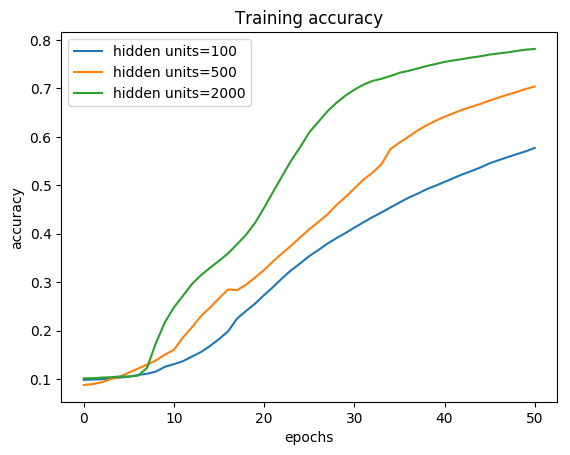 Training accuracy
hidden units=100
hidden units=500
hidden units=2000
accuracy
0.8
0.7
0.6
0.5
0.4
0.3
0.2
0.1
0 10 20 30 40 50
epochs